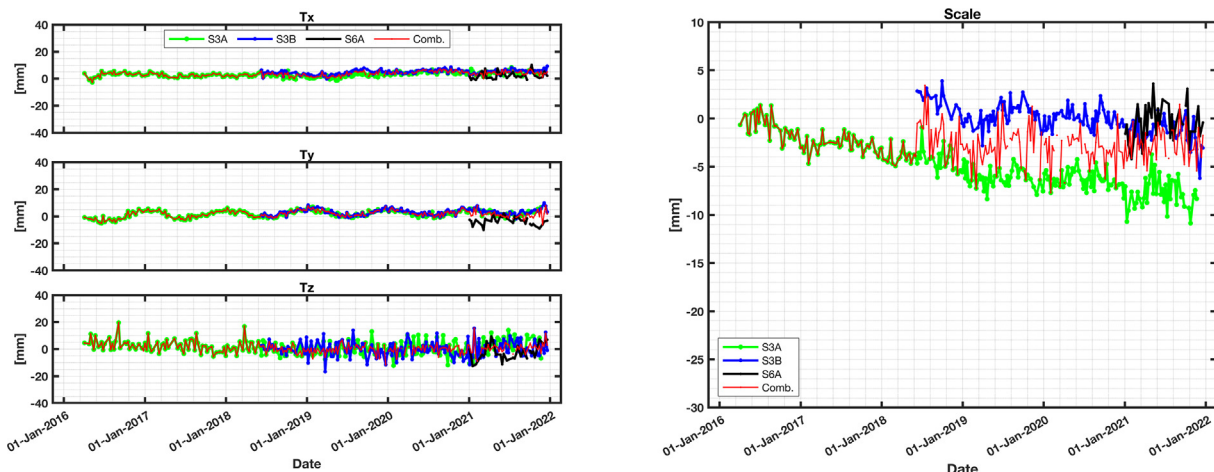 Tx
40
20
0
-20
-40
[mm]
S3A S3B S6A Comb.
Ty
40
20
0
-20
-40
[mm]
Tz
40
20
0
-20
-40
[mm]
01-Jan-2016
01-Jan-2017
01-Jan-2018
01-Jan-2019
01-Jan-2020
01-Jan-2021
01-Jan-2022
Date
Scale
10
5
0
-5
-10
-15
-20
-25
-30
[mm]
S3A
S3B
S6A
Comb.
01-Jan-2016
01-Jan-2017
01-Jan-2018
01-Jan-2019
01-Jan-2020
01-Jan-2021
01-Jan-2022
Date